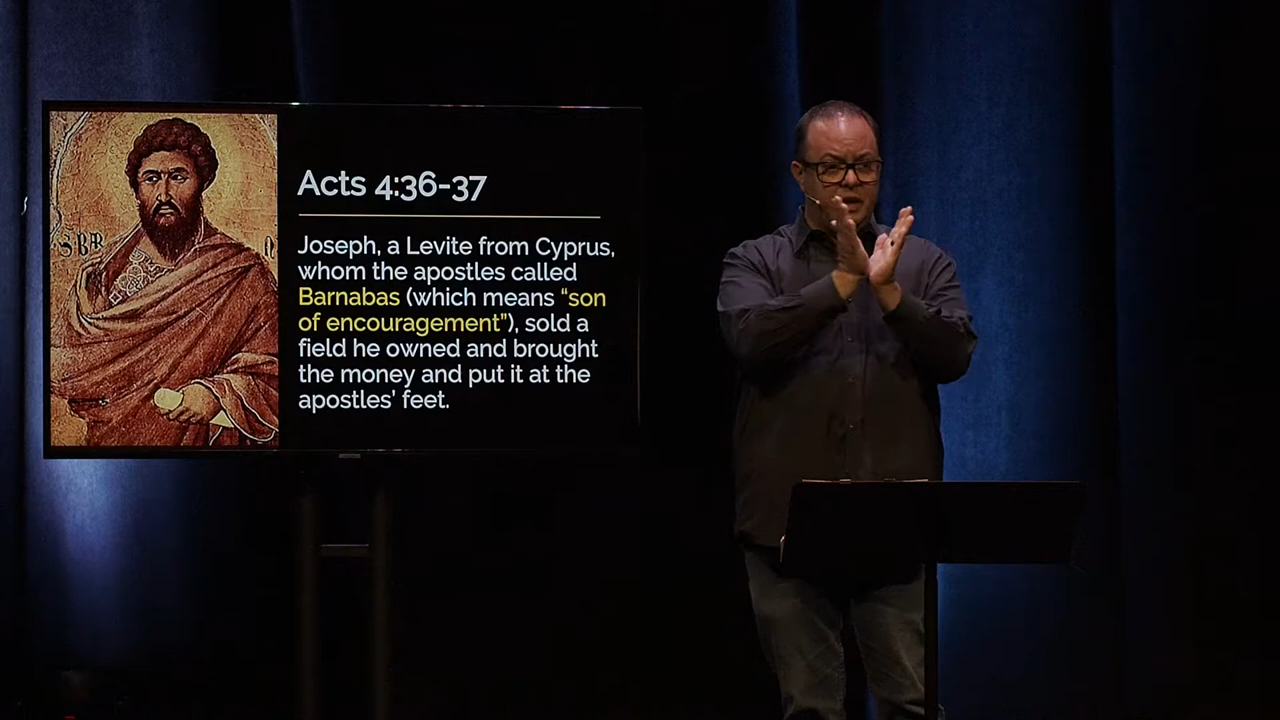 Acts 4:36-37
Joseph, a Levite from Cyprus,
whom the apostles called
Barnabas (which means “son
of encouragement”), sold a
field he owned and brought
the money and put it at the
apostles’ feet.